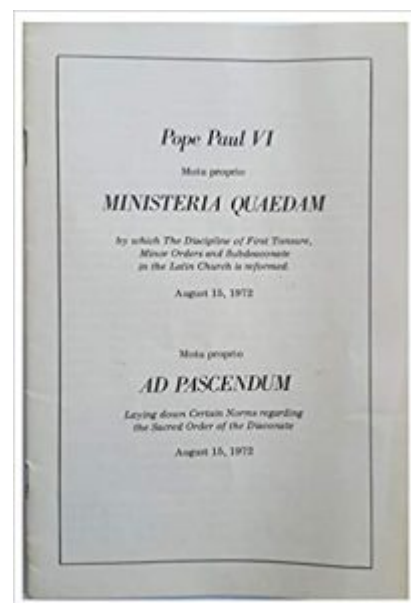 Pope Paul VI
Motu proprio
MINISTERIA QUAEDAM
by which The Discipline of First Tonsure,
Minor Orders and Subdeaconate
in the Latin Church is reformed.
August 15, 1972
Motu proprio
AD PASCENDUM
Laying down Certain Norms regarding
the Sacred Order of the Diaconate
August 15, 1972